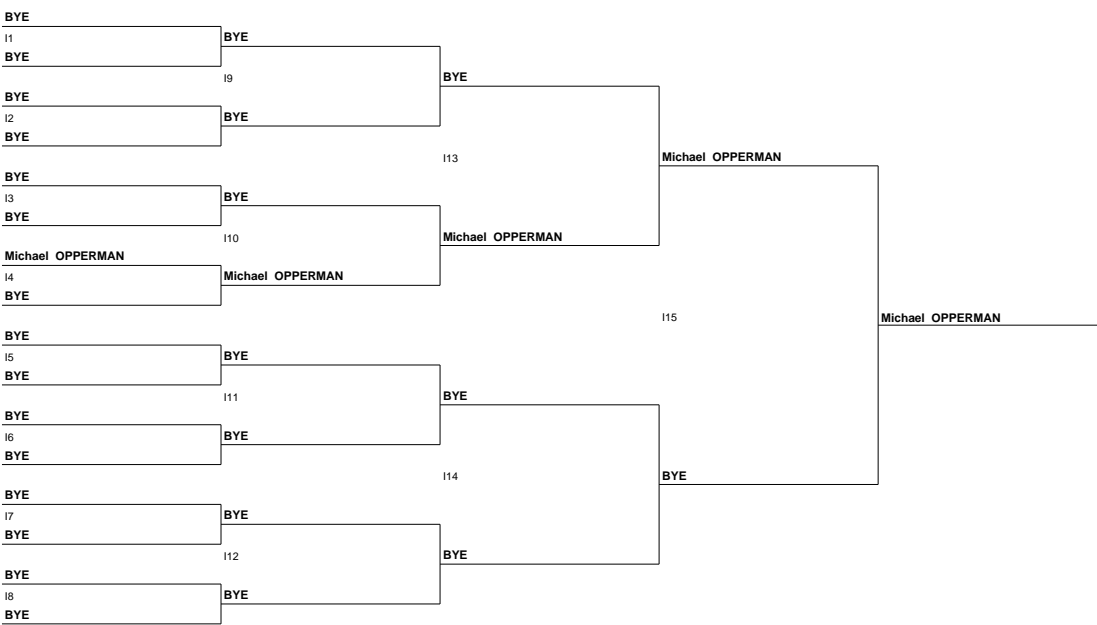 BYE
I1
BYE
BYE
I9
BYE
BYE
I2
BYE
BYE
I13
Michael  OPPERMAN
BYE
I3
BYE
BYE
I10
Michael  OPPERMAN
Michael  OPPERMAN
I4
Michael  OPPERMAN
BYE
I15
Michael  OPPERMAN
BYE
I5
BYE
BYE
I11
BYE
BYE
I6
BYE
BYE
I14
BYE
BYE
I7
BYE
BYE
I12
BYE
BYE
I8
BYE
BYE